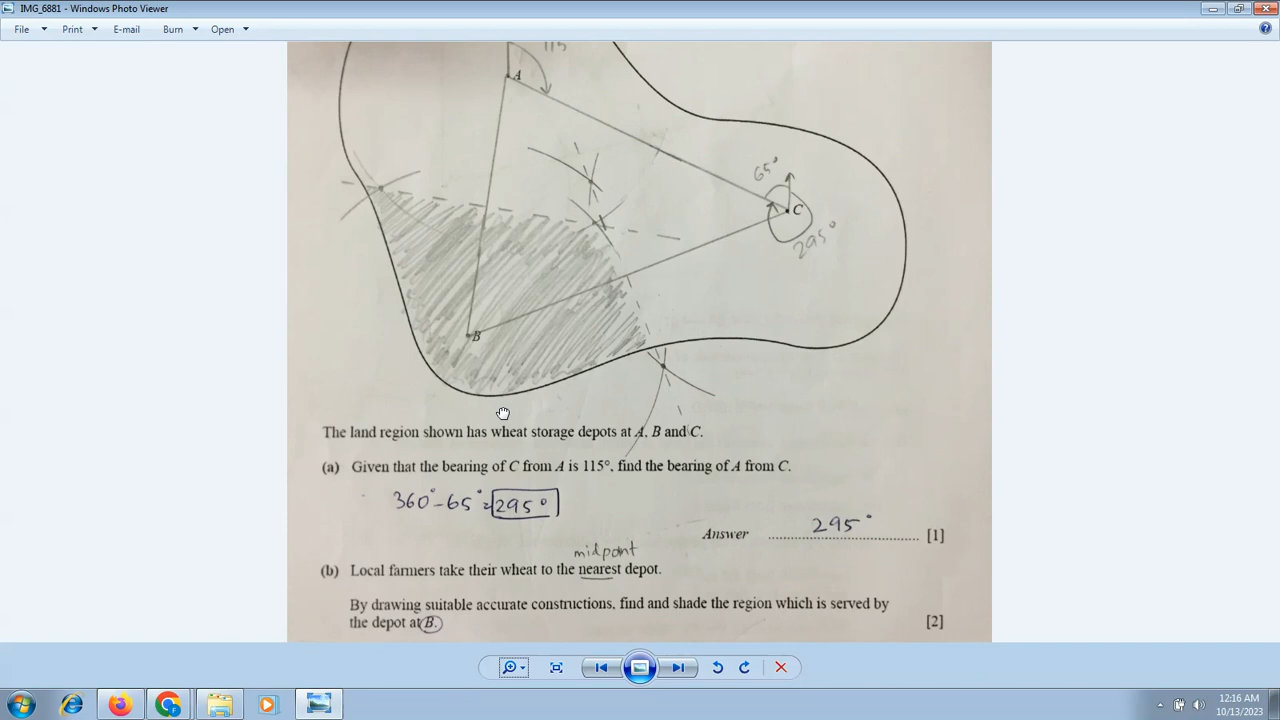 IMG_6881 - Windows Photo Viewer
File Print E-mail Burn Open
115
A
65°
C
295°
B
The land region shown has wheat storage depots at A, B and C.
(a) Given that the bearing of C from A is 115°, find the bearing of A from C.
360° - 65° = 295°
Answer 295° [1]
midpoint
(b) Local farmers take their wheat to the nearest depot.
By drawing suitable accurate constructions, find and shade the region which is served by
the depot at B. [2]
12:16 AM
10/13/2023